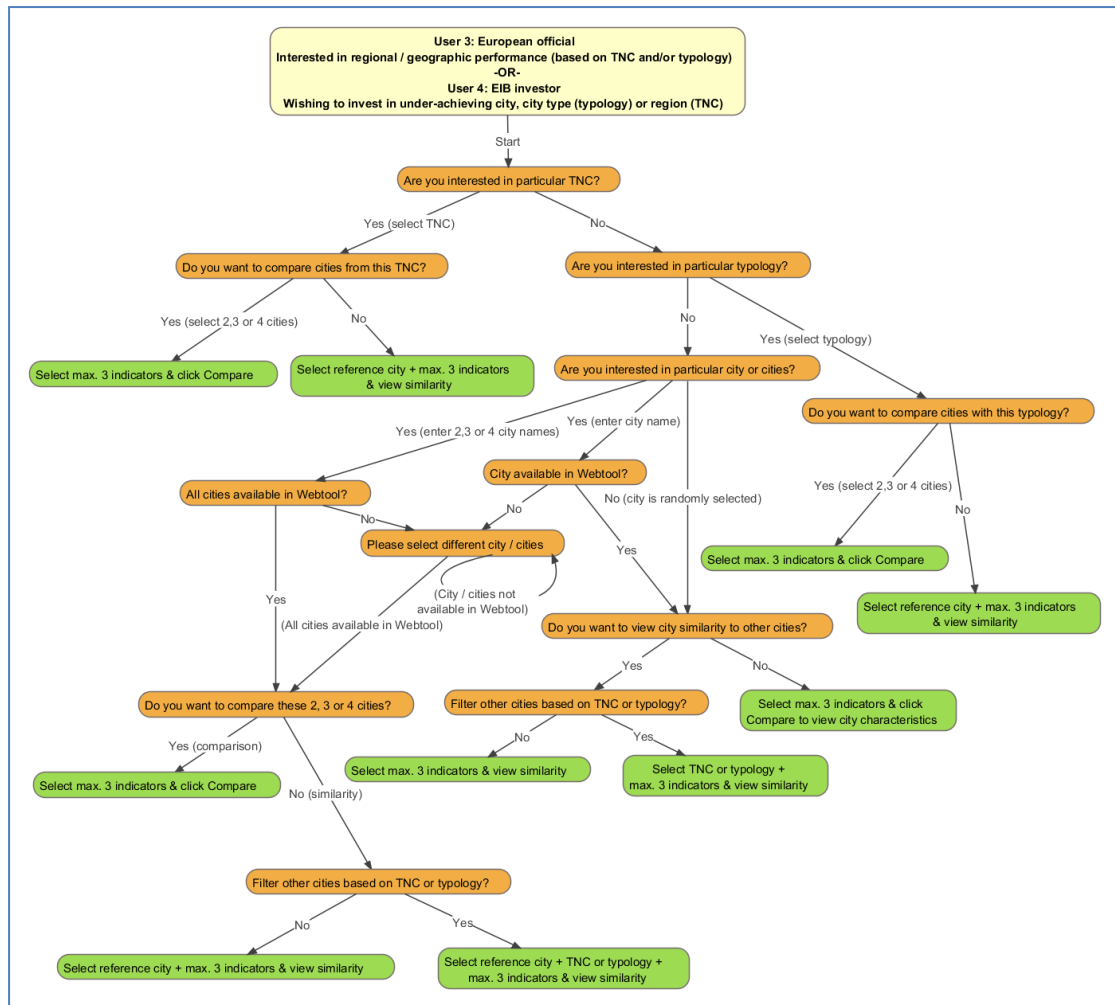 User 3: European official
Interested in regional / geographic performance (based on TNC and/or typology)
-OR-
User 4: EIB investor
Wishing to invest in under-achieving city, city type (typology) or region (TNC)
Start
Are you interested in particular TNC?
Yes (select TNC)
No
Do you want to compare cities from this TNC?
Are you interested in particular typology?
Yes (select 2,3 or 4 cities)
No
No
Yes (select typology)
Select max. 3 indicators & click Compare
Select reference city + max. 3 indicators
& view similarity
Are you interested in particular city or cities?
Do you want to compare cities with this typology?
Yes (enter 2,3 or 4 city names)
Yes (enter city name)
All cities available in Webtool?
City available in Webtool?
No (city is randomly selected)
Yes (select 2,3 or 4 cities)
No
No
No
Please select different city / cities
Yes
Select max. 3 indicators & click Compare
(City / cities not
available in Webtool)
Yes
(All cities available in Webtool)
Select reference city + max. 3 indicators
& view similarity
Do you want to view city similarity to other cities?
Yes
No
Do you want to compare these 2, 3 or 4 cities?
Filter other cities based on TNC or typology?
Select max. 3 indicators & click
Compare to view city characteristics
Yes (comparison)
No
Yes
Select max. 3 indicators & click Compare
Select max. 3 indicators & view similarity
Select TNC or typology +
max. 3 indicators & view similarity
No (similarity)
Filter other cities based on TNC or typology?
No
Yes
Select reference city + max. 3 indicators & view similarity
Select reference city + TNC or typology +
max. 3 indicators & view similarity